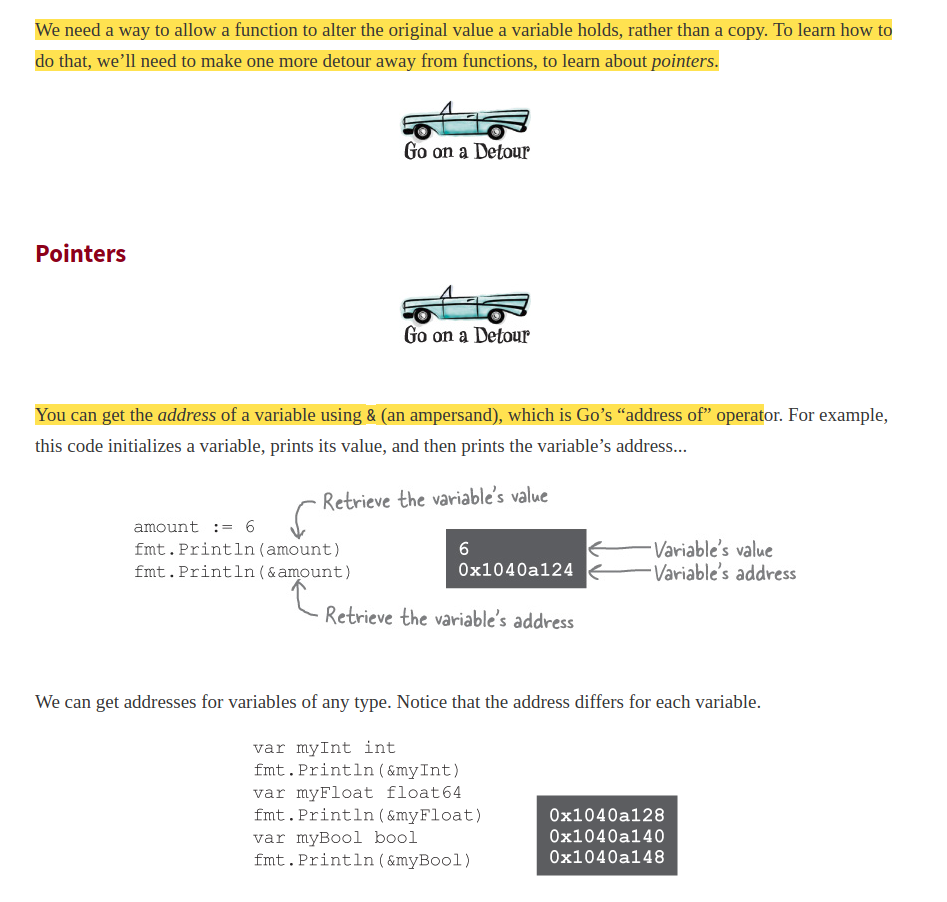 We need a way to allow a function to alter the original value a variable holds, rather than a copy. To learn how to
do that, we’ll need to make one more detour away from functions, to learn about pointers.
Go on a Detour
Pointers
Go on a Detour
You can get the address of a variable using & (an ampersand), which is Go’s “address of” operator. For example,
this code initializes a variable, prints its value, and then prints the variable’s address...
Retrieve the variable’s value
amount := 6
fmt.Println(amount)
fmt.Println(&amount)
6
0x1040a124
Variable’s value
Variable’s address
Retrieve the variable’s address
We can get addresses for variables of any type. Notice that the address differs for each variable.
var myInt int
fmt.Println(&myInt)
var myFloat float64
fmt.Println(&myFloat)
var myBool bool
fmt.Println(&myBool)
0x1040a128
0x1040a140
0x1040a148